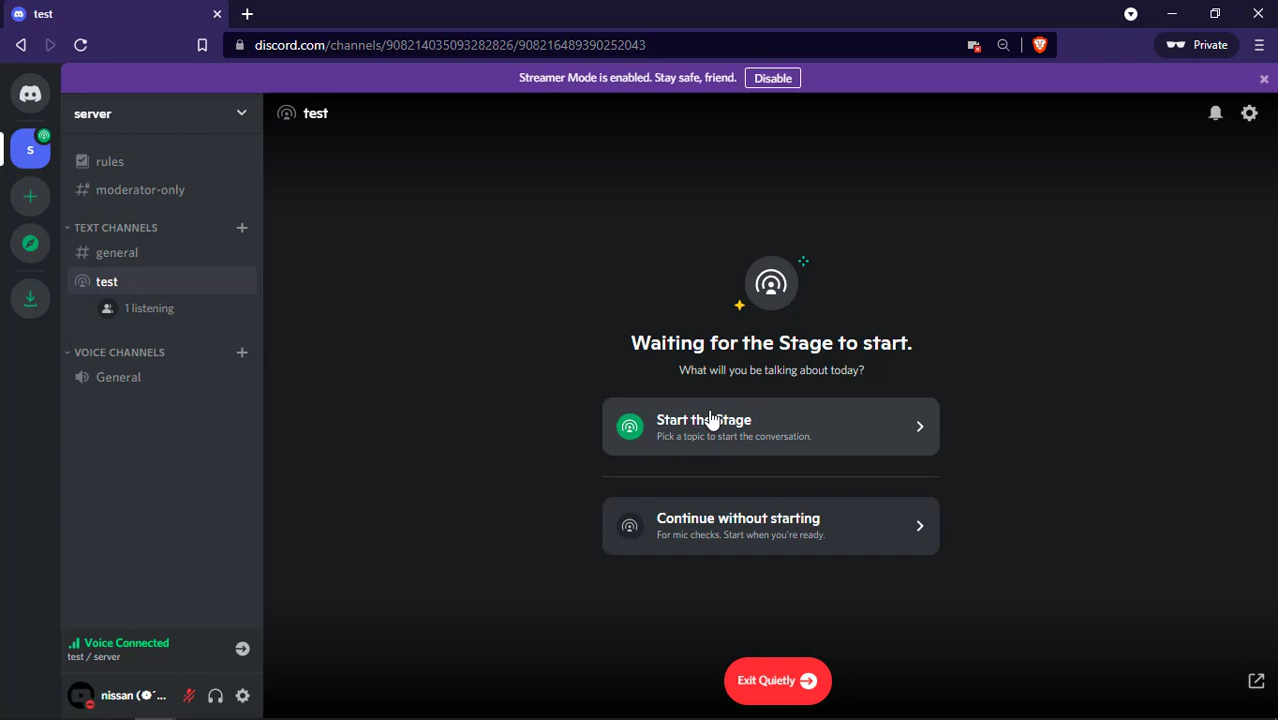 test
discord.com/channels/908214035093282826/908216489390252043
Private
Streamer Mode is enabled. Stay safe, friend. Disable
server
test
S
rules
moderator-only
TEXT CHANNELS
general
test
1 listening
VOICE CHANNELS
General
Waiting for the Stage to start.
What will you be talking about today?
Start the Stage
Pick a topic to start the conversation.
Continue without starting
For mic checks. Start when you're ready.
Voice Connected
test / server
nissan (❁´...
Exit Quietly